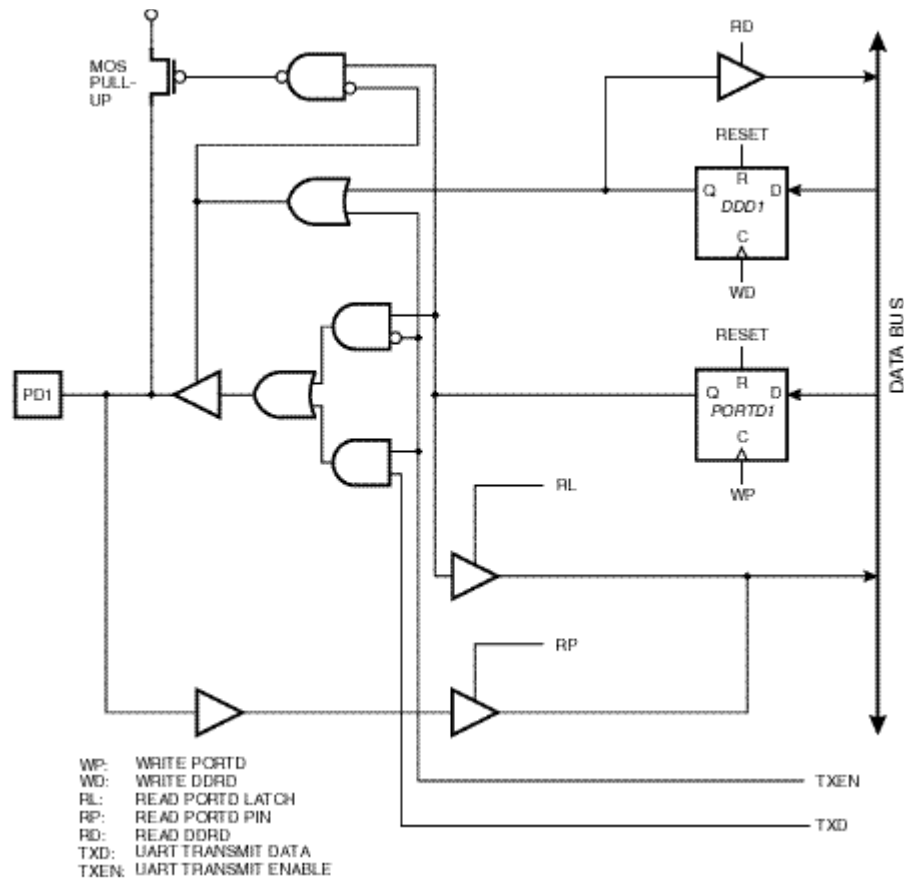 RD
MOS
PULL-
UP
RESET
R
Q D
DDD1
C
WD
RESET
R
Q D
PORTD1
C
WP
DATA BUS
PD1
RL
RP
WP: WRITE PORTD
WD: WRITE DDRD
RL: READ PORTD LATCH
RP: READ PORTD PIN
RD: READ DDRD
TXD: UART TRANSMIT DATA
TXEN: UART TRANSMIT ENABLE
TXEN
TXD